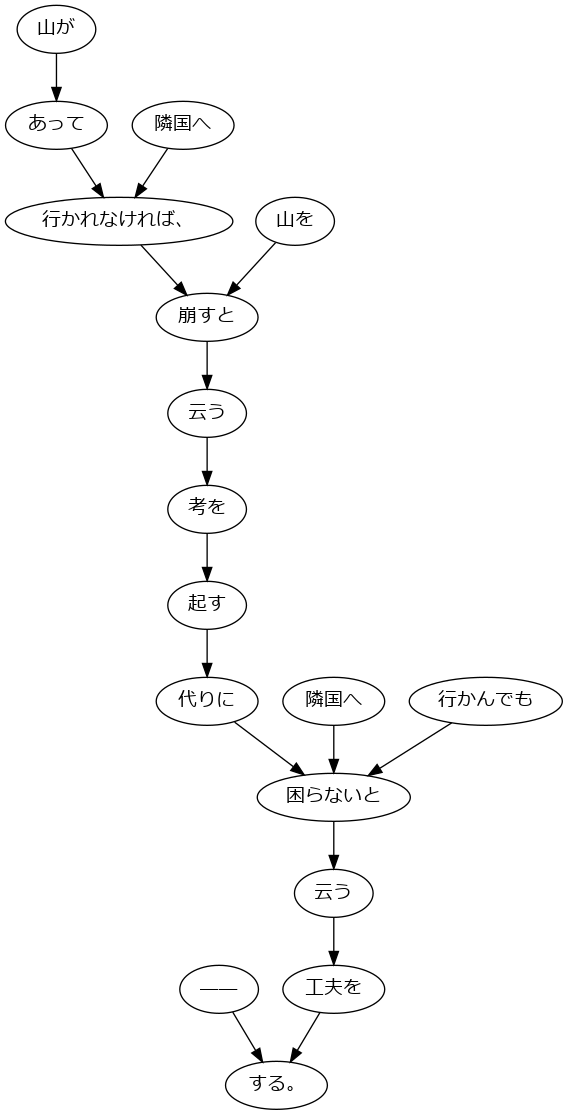 山が
あって
隣国へ
行かれなければ、
山を
崩すと
云う
考を
起す
代りに
隣国へ
行かんでも
困らないと
云う
工夫を
――
する。